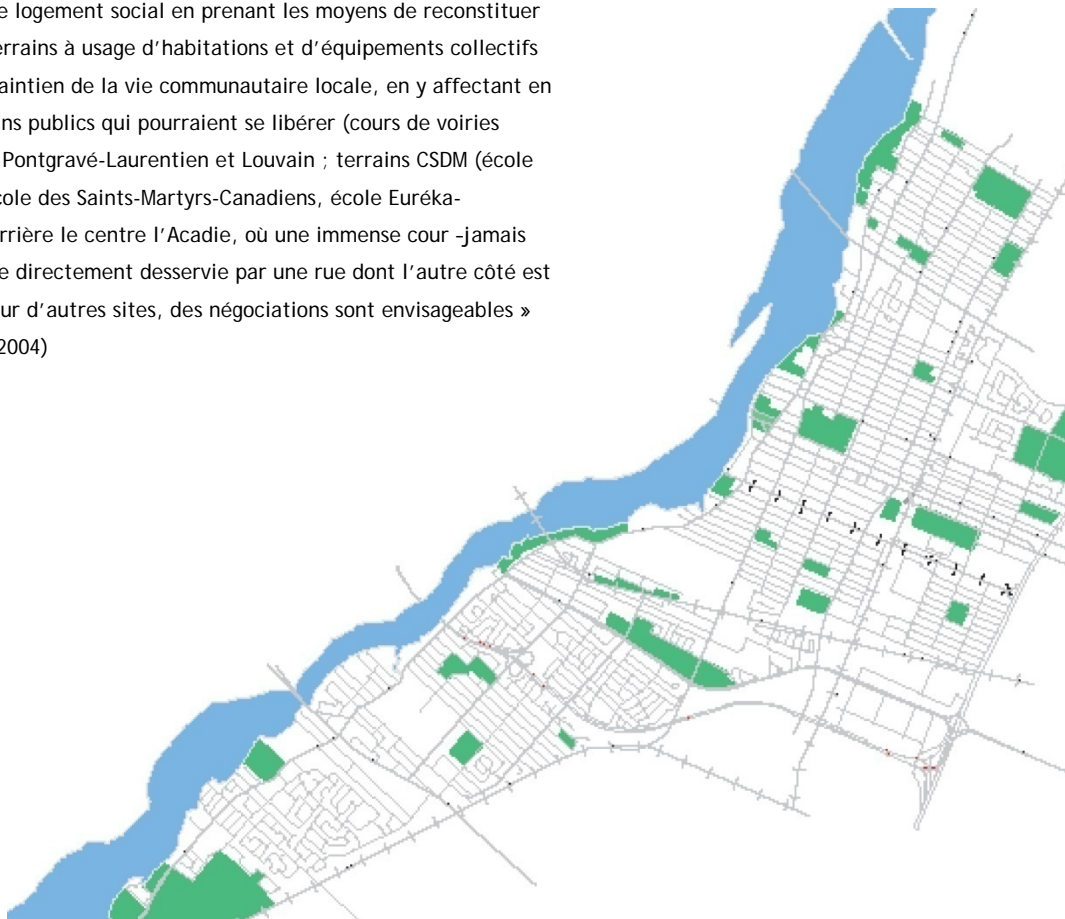 e logement social en prenant les moyens de reconstituer
errains à usage d'habitations et d'équipements collectifs
aintien de la vie communautaire locale, en y affectant en
ns publics qui pourraient se libérer (cours de voiries
Pontgravé-Laurentien et Louvain ; terrains CSDM (école
cole des Saints-Martyrs-Canadiens, école Euréka-
rrière le centre l'Acadie, où une immense cour –jamais
e directement desservie par une rue dont l'autre côté est
ur d'autres sites, des négociations sont envisageables »
2004)